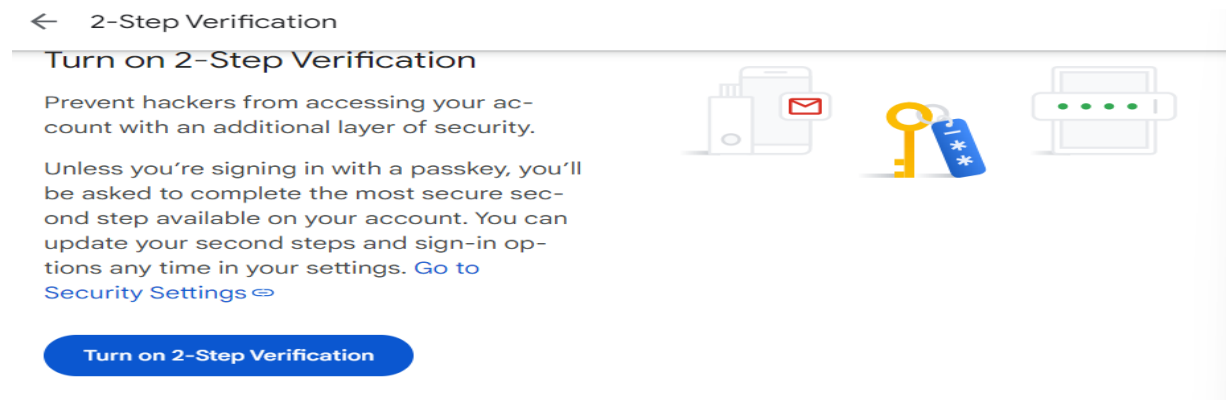 2-Step Verification
Turn on 2-Step Verification
Prevent hackers from accessing your ac-
count with an additional layer of security.
Unless you’re signing in with a passkey, you’ll
be asked to complete the most secure sec-
ond step available on your account. You can
update your second steps and sign-in op-
tions any time in your settings. Go to
Security Settings
Turn on 2-Step Verification